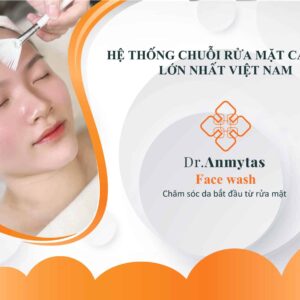 HỆ THỐNG CHUỖI RỬA MẶT
LỚN NHẤT VIỆT NAM
Dr.Anmytas
Face wash
Chăm sóc da bắt đầu từ rửa mặt